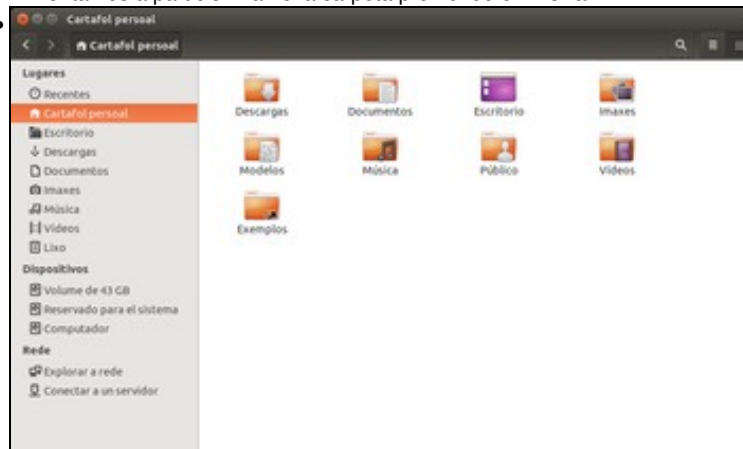 Cartafol persoal
Cartafol persoal
Lugares
Recentes
Cartafol persoal
Escritorio
Descargas
Documentos
Imaxes
Música
Vídeos
Lixo
Dispositivos
Volume de 43 GB
Reservado para el sistema
Computador
Rede
Explorar a rede
Conectar a un servidor
Descargas
Documentos
Escritorio
Imaxes
Modelos
Música
Público
Vídeos
Exemplos